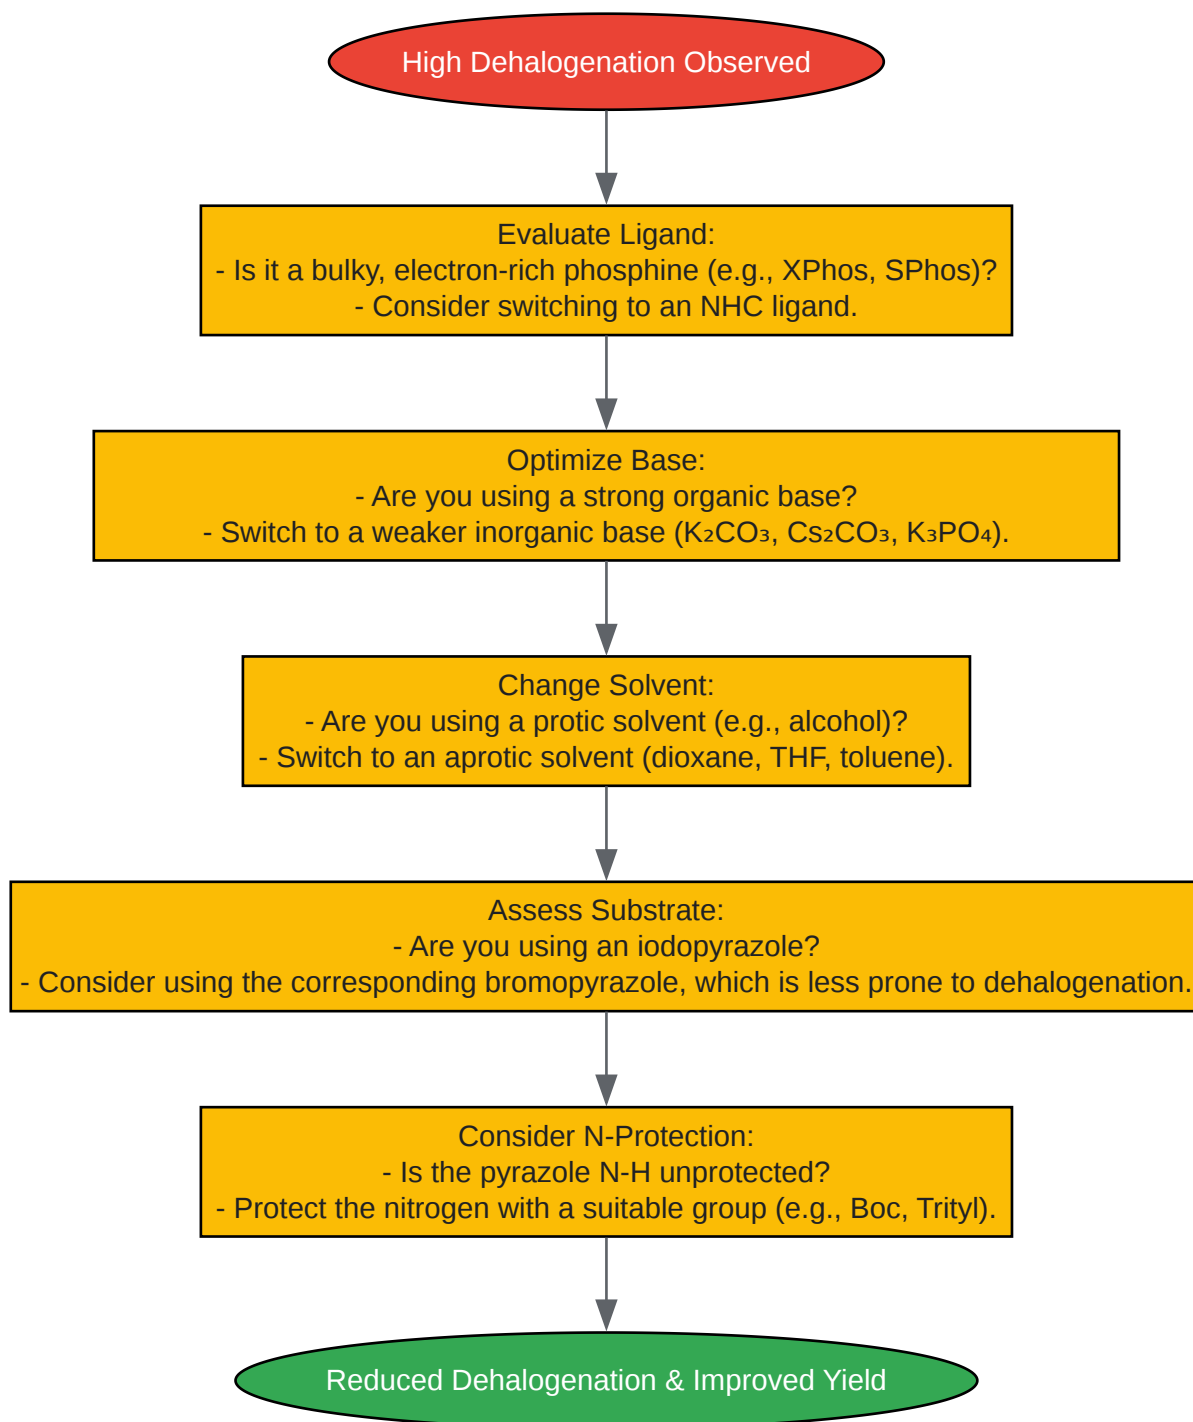 High Dehalogenation Observed
Evaluate Ligand:
- Is it a bulky, electron-rich phosphine (e.g., XPhos, SPhos)?
- Consider switching to an NHC ligand.
Optimize Base:
- Are you using a strong organic base?
- Switch to a weaker inorganic base (K₂CO₃, Cs₂CO₃, K₃PO₄).
Change Solvent:
- Are you using a protic solvent (e.g., alcohol)?
- Switch to an aprotic solvent (dioxane, THF, toluene).
Assess Substrate:
- Are you using an iodopyrazole?
- Consider using the corresponding bromopyrazole, which is less prone to dehalogenation.
Consider N-Protection:
- Is the pyrazole N-H unprotected?
- Protect the nitrogen with a suitable group (e.g., Boc, Trityl).
Reduced Dehalogenation & Improved Yield